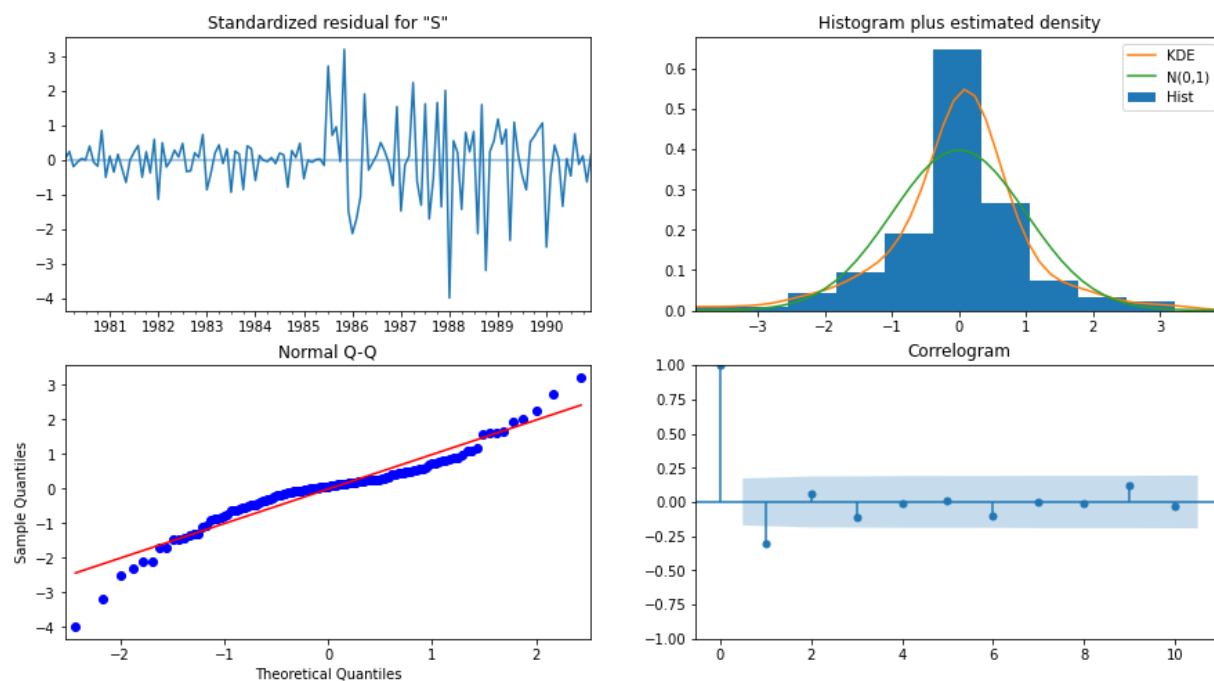 Standardized residual for "S"
3
2
1
0
−1
−2
−3
−4
1981 1982 1983 1984 1985 1986 1987 1988 1989 1990
Histogram plus estimated density
KDE
N(0,1)
Hist
0.6
0.5
0.4
0.3
0.2
0.1
0.0
−3 −2 −1 0 1 2 3
Normal Q-Q
Sample Quantiles
3
2
1
0
−1
−2
−3
−4
−2 −1 0 1 2
Theoretical Quantiles
Correlogram
1.00
0.75
0.50
0.25
0.00
−0.25
−0.50
−0.75
−1.00
0 2 4 6 8 10